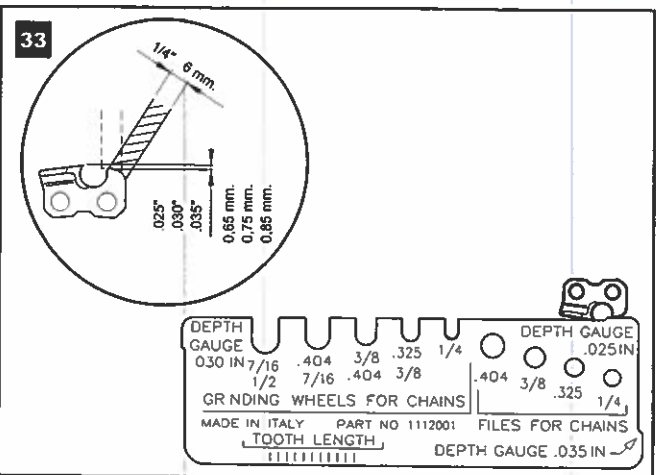 33
1/4" 6 mm.
.025"
.030"
.035"
0,65 mm.
0,75 mm.
0,85 mm.
DEPTH
GAUGE
030 IN
7/16 .404 3/8 .325 1/4
1/2 7/16 .404 3/8
GR NDING WHEELS FOR CHAINS
DEPTH GAUGE
.025IN
.404 3/8 .325 1/4
FILES FOR CHAINS
MADE IN ITALY PART NO 1112001
TOOTH LENGTH
DEPTH GAUGE .035 IN